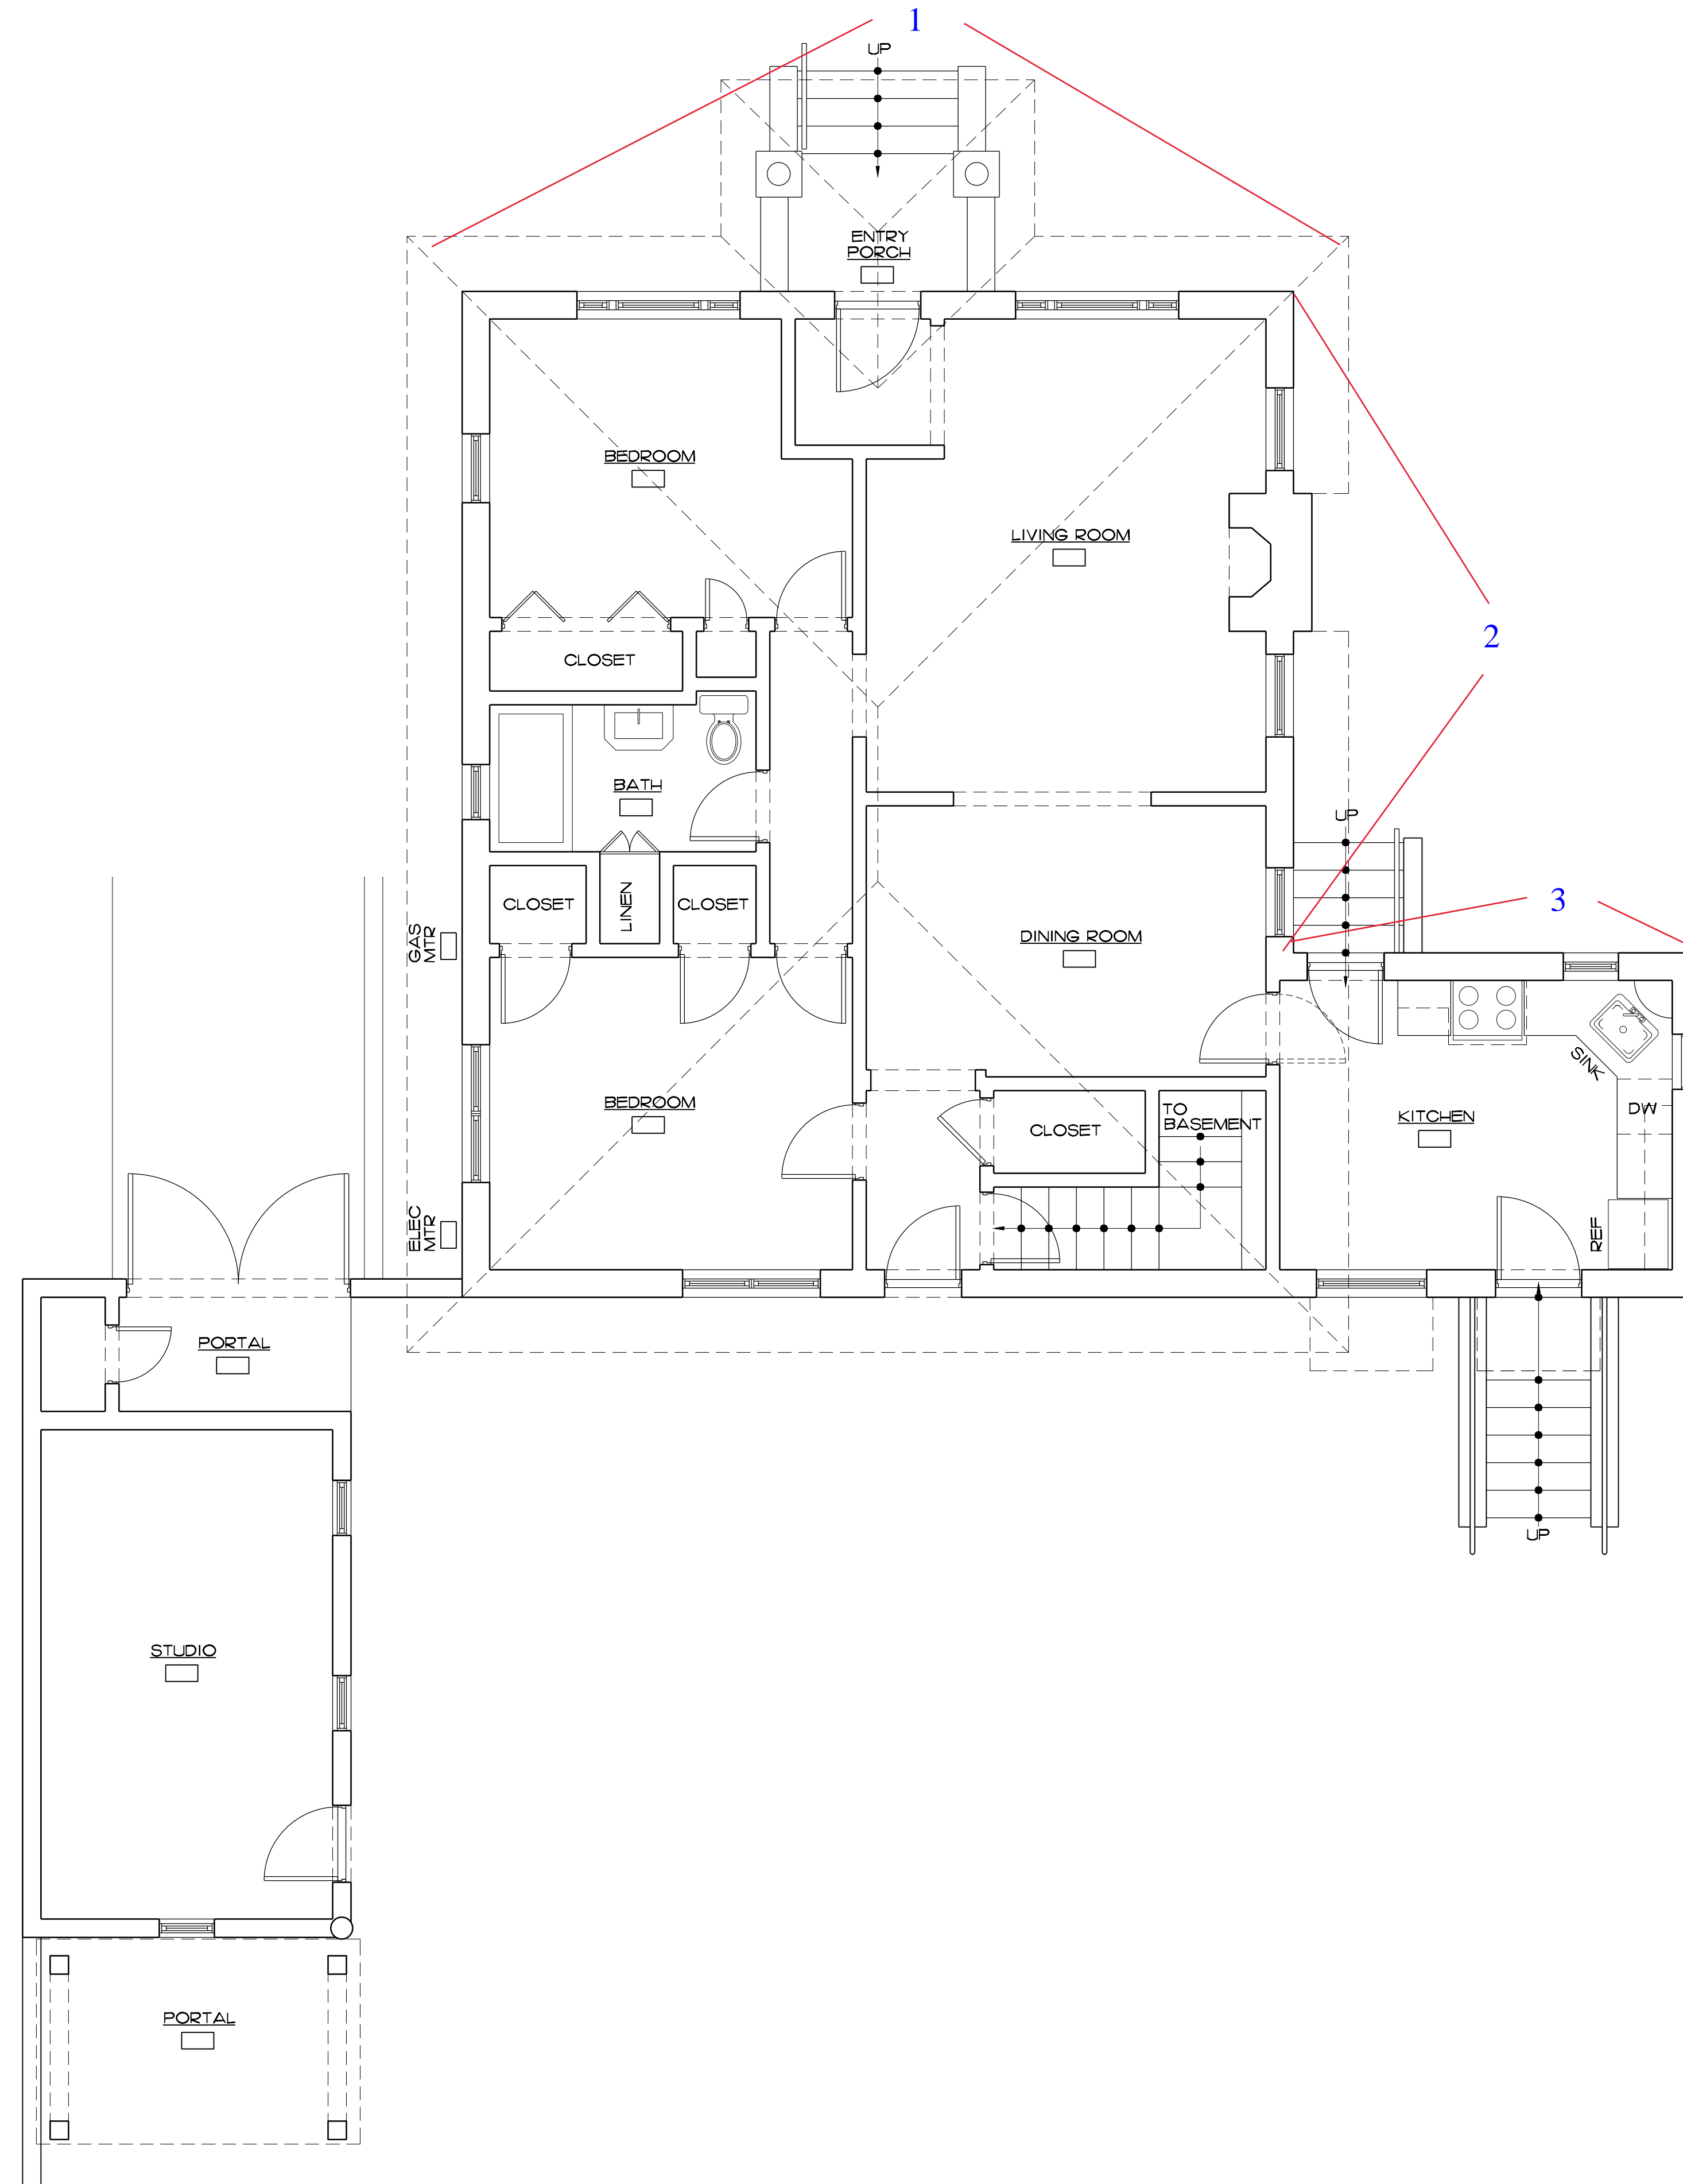 1
UP
ENTRY
PORCH
BEDROOM
LIVING ROOM
2
CLOSET
BATH
UP
CLOSET
LINEN
CLOSET
3
GAS
MTR
DINING ROOM
SINK
BEDROOM
CLOSET
TO
BASEMENT
KITCHEN
DW
ELEC
MTR
REF
PORTAL
UP
STUDIO
PORTAL